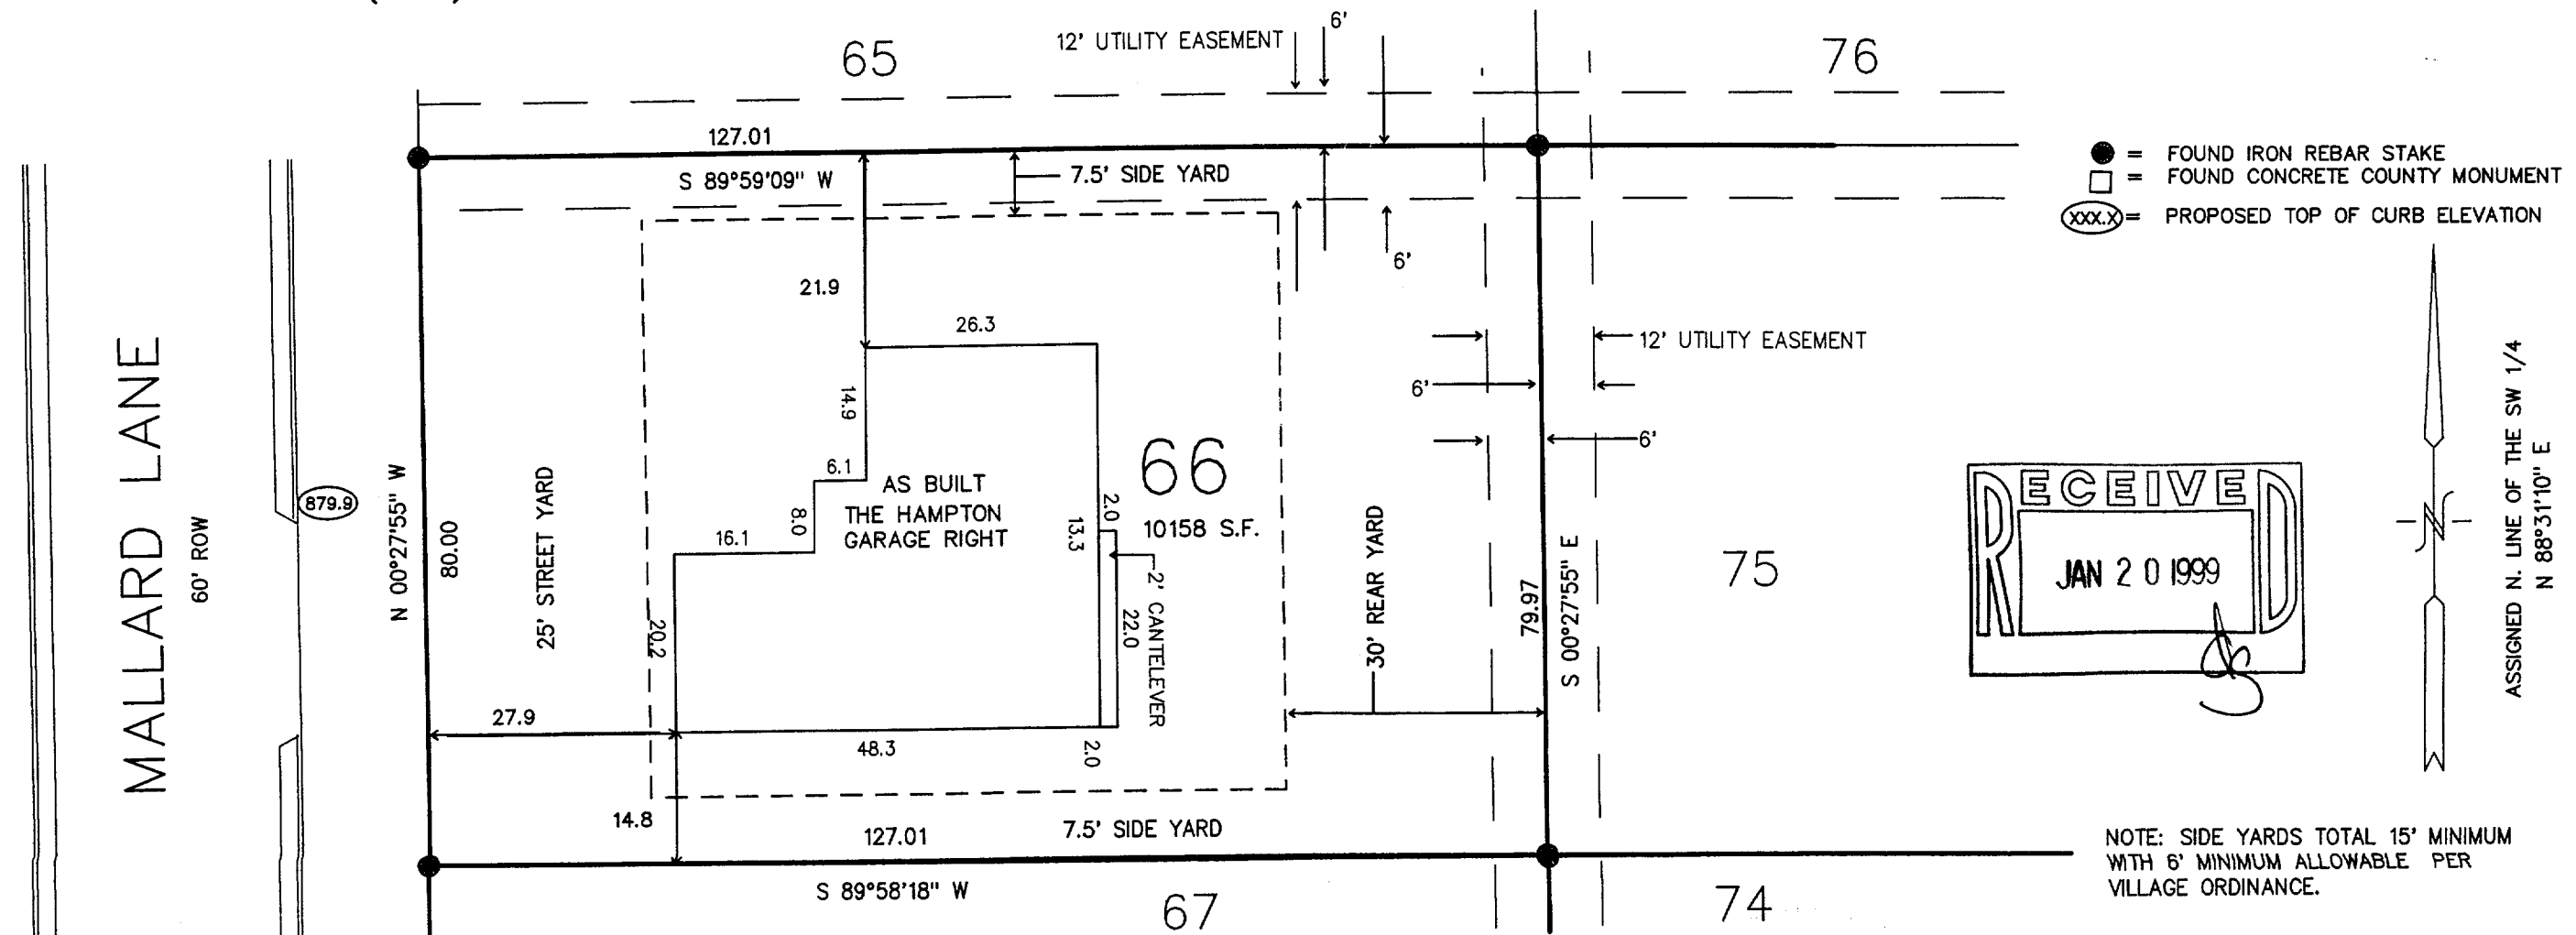 65
12' UTILITY EASEMENT
6'
76
127.01
S 89°59'09" W
7.5' SIDE YARD
● = FOUND IRON REBAR STAKE
□ = FOUND CONCRETE COUNTY MONUMENT
XXX.X = PROPOSED TOP OF CURB ELEVATION
6'
21.9
26.3
12' UTILITY EASEMENT
6'
6'
14.9
6.1
8.0
16.1
20.2
AS BUILT
THE HAMPTON
GARAGE RIGHT
66
10158 S.F.
2.0
13.3
2' CANTELEVER
22.0
2.0
48.3
27.9
14.8
MALLARD LANE
60' ROW
879.9
N 00°27'55" W
80.00
25' STREET YARD
30' REAR YARD
79.97
S 00°27'55" E
75
RECEIVED
JAN 20 1999
N
ASSIGNED N. LINE OF THE SW 1/4
N 88°31'10" E
127.01
7.5' SIDE YARD
S 89°58'18" W
67
74
NOTE: SIDE YARDS TOTAL 15' MINIMUM
WITH 6' MINIMUM ALLOWABLE PER
VILLAGE ORDINANCE.